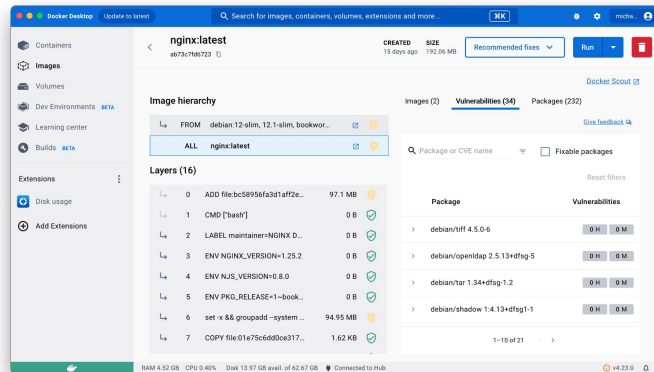 Docker Desktop
Update to latest
Search for images, containers, volumes, extensions and more...
⌘K
micha...
Containers
Images
Volumes
Dev Environments BETA
Learning center
Builds BETA
Extensions
Disk usage
Add Extensions
nginx:latest
ab73c7fd6723
CREATED
15 days ago
SIZE
192.06 MB
Recommended fixes
Run
Docker Scout
Image hierarchy
FROM debian:12-slim, 12.1-slim, bookwor...
ALL nginx:latest
Layers (16)
0 ADD file:bc58956fa3d1aff2e... 97.1 MB
1 CMD ["bash"] 0 B
2 LABEL maintainer=NGINX D... 0 B
3 ENV NGINX_VERSION=1.25.2 0 B
4 ENV NJS_VERSION=0.8.0 0 B
5 ENV PKG_RELEASE=1~book... 0 B
6 set -x && groupadd --system ... 94.95 MB
7 COPY file:01e75c6dd0ce317... 1.62 KB
Images (2) Vulnerabilities (34) Packages (232)
Give feedback
Package or CVE name
Fixable packages
Reset filters
Package Vulnerabilities
debian/tiff 4.5.0-6 0 H 0 M
debian/openldap 2.5.13+dfsg-5 0 H 0 M
debian/tar 1.34+dfsg-1.2 0 H 0 M
debian/shadow 1:4.13+dfsg1-1 0 H 0 M
1–10 of 21
RAM 4.52 GB CPU 0.40% Disk 13.97 GB avail. of 62.67 GB Connected to Hub
v4.23.0